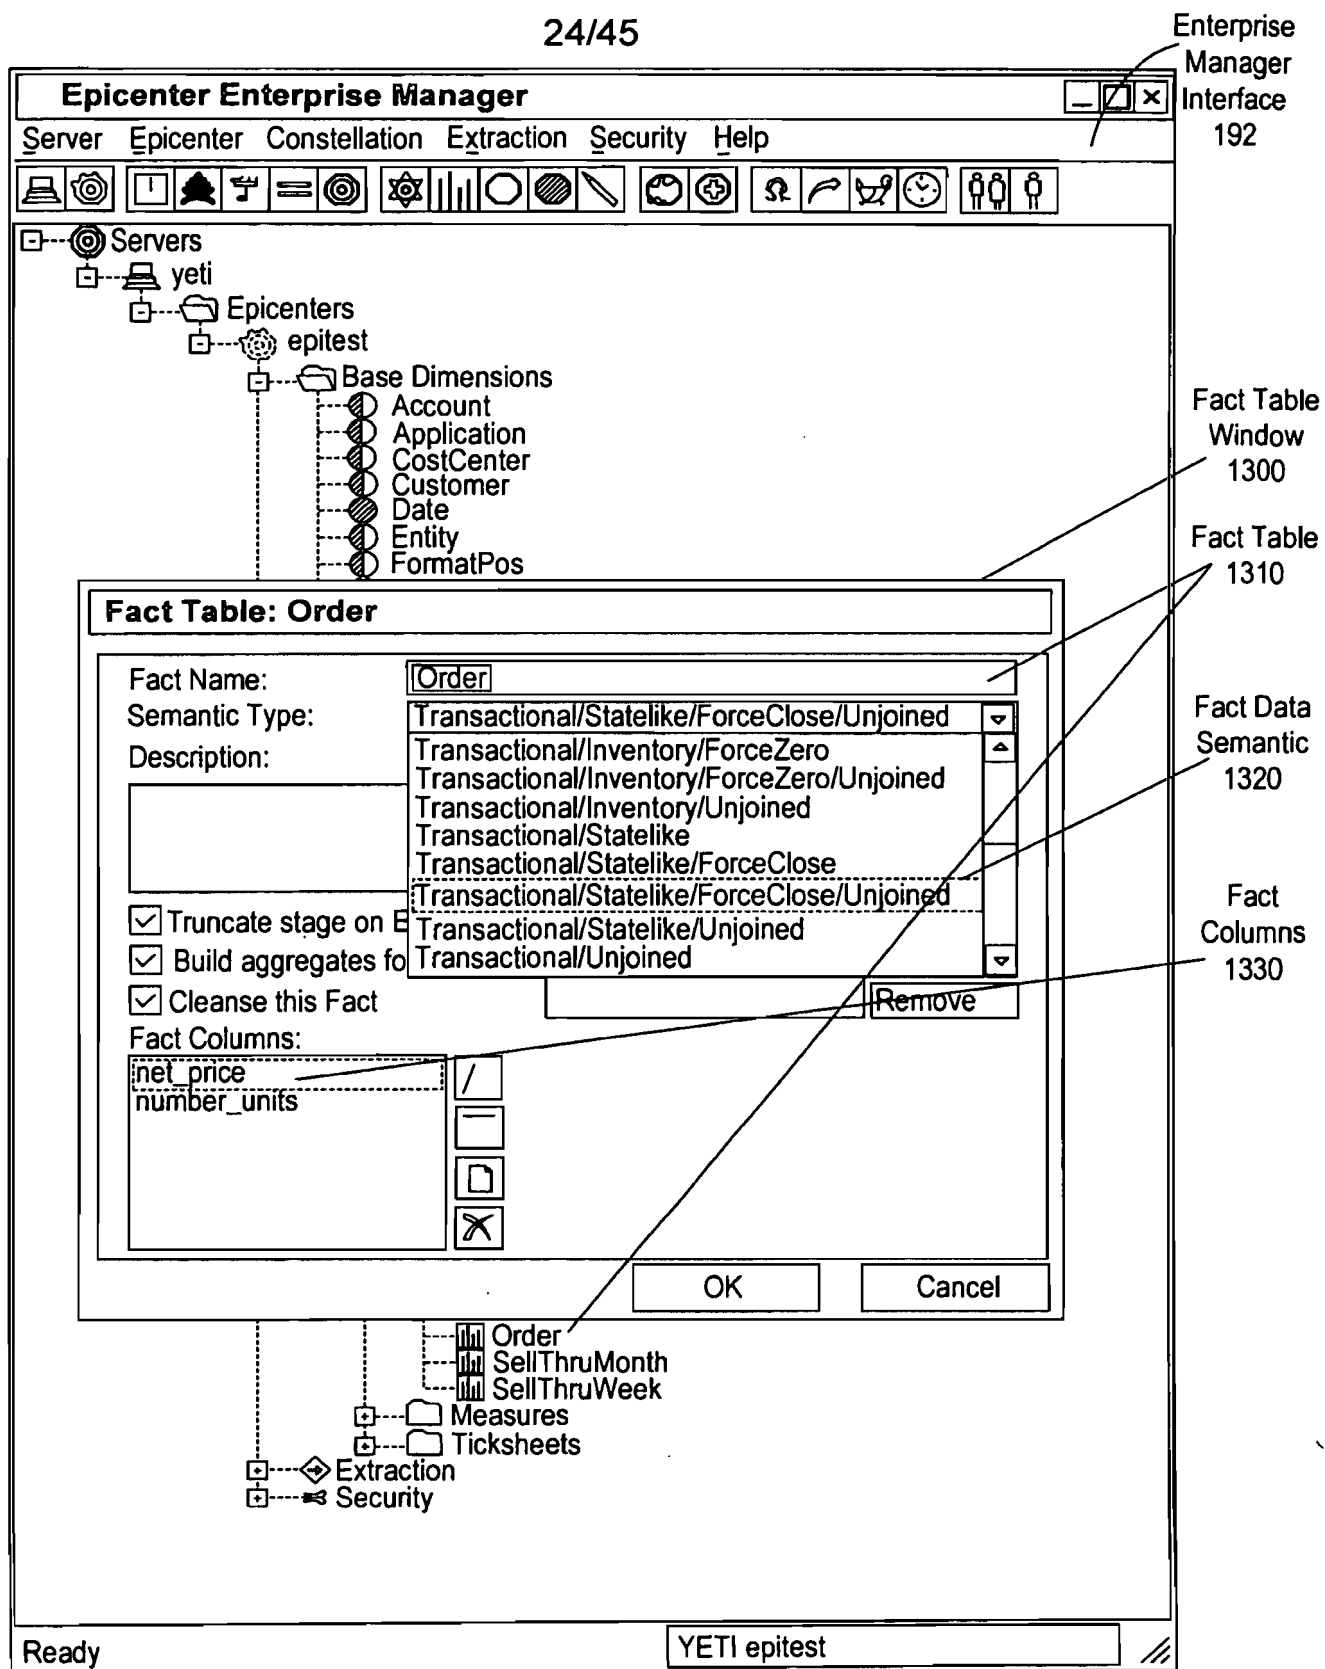 24/45
Enterprise
Manager
Interface
192
Epicenter Enterprise Manager
Server Epicenter Constellation Extraction Security Help
Servers
yeti
Epicenters
epitest
Base Dimensions
Account
Application
CostCenter
Customer
Date
Entity
FormatPos
Fact Table
Window
1300
Fact Table
1310
Fact Table: Order
Fact Name: Order
Semantic Type: Transactional/Statelike/ForceClose/Unjoined
Description:
Transactional/Inventory/ForceZero
Transactional/Inventory/ForceZero/Unjoined
Transactional/Inventory/Unjoined
Transactional/Statelike
Transactional/Statelike/ForceClose
Transactional/Statelike/ForceClose/Unjoined
Transactional/Statelike/Unjoined
Transactional/Unjoined
Fact Data
Semantic
1320
Fact
Columns
1330
Truncate stage on E
Build aggregates fo
Cleanse this Fact
Remove
Fact Columns:
net_price
number_units
OK Cancel
Order
SellThruMonth
SellThruWeek
Measures
Ticksheets
Extraction
Security
Ready YETI epitest